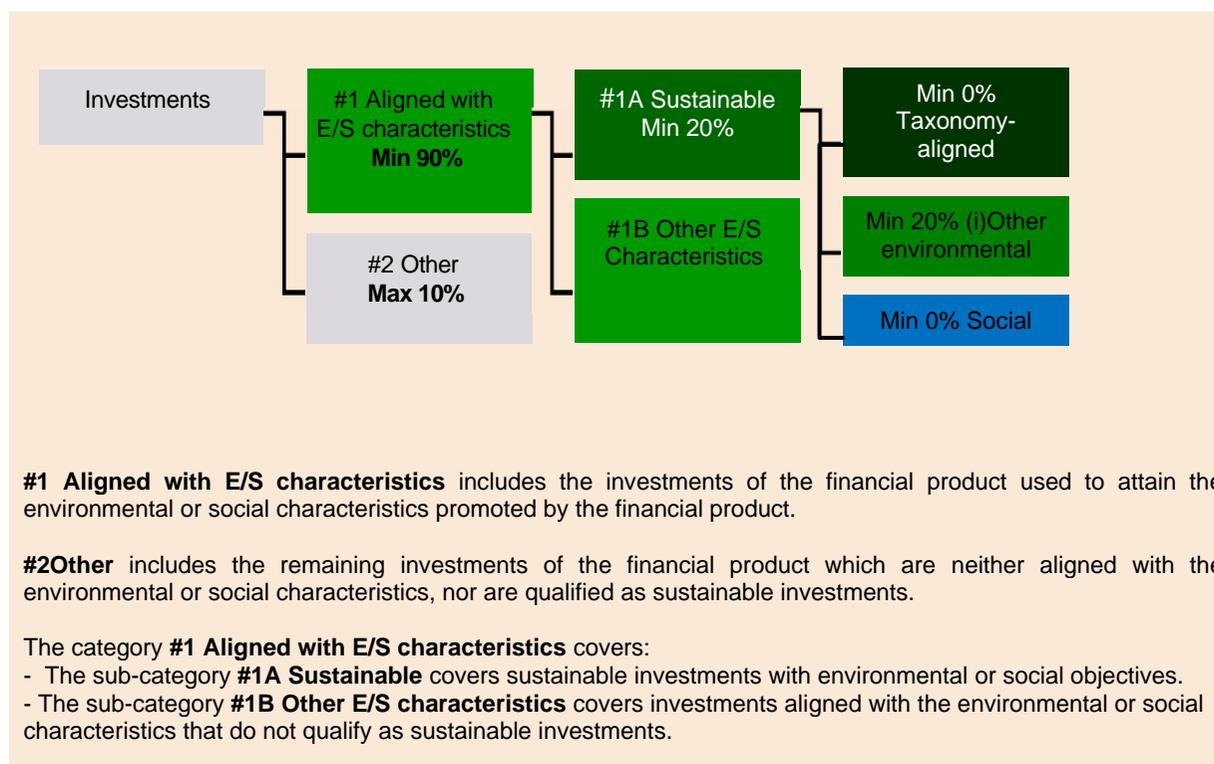 Investments
#1 Aligned with
E/S characteristics
Min 90%
#2 Other
Max 10%
#1A Sustainable
Min 20%
#1B Other E/S
Characteristics
Min 0%
Taxonomy-
aligned
Min 20% (i)Other
environmental
Min 0% Social
#1 Aligned with E/S characteristics includes the investments of the financial product used to attain the
environmental or social characteristics promoted by the financial product.
#2Other includes the remaining investments of the financial product which are neither aligned with the
environmental or social characteristics, nor are qualified as sustainable investments.
The category #1 Aligned with E/S characteristics covers:
- The sub-category #1A Sustainable covers sustainable investments with environmental or social objectives.
- The sub-category #1B Other E/S characteristics covers investments aligned with the environmental or social
characteristics that do not qualify as sustainable investments.